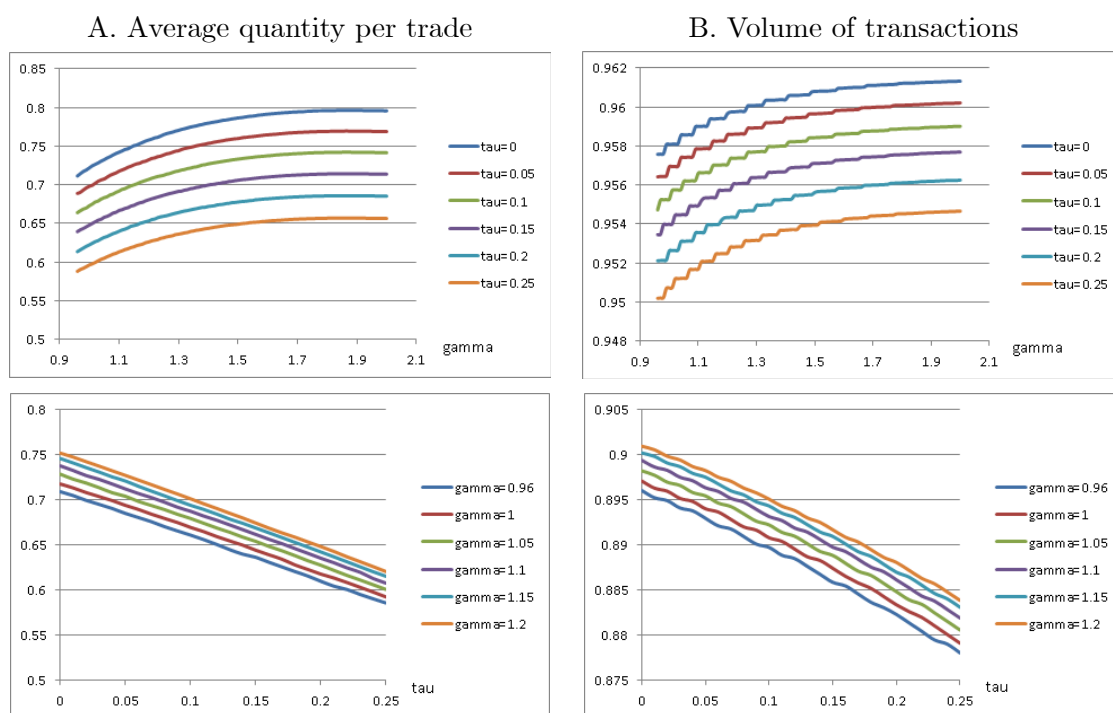 A. Average quantity per trade
0.85
0.8
0.75
0.7
0.65
0.6
0.55
0.5
0.9 1.1 1.3 1.5 1.7 1.9 2.1
gamma
tau=0
tau=0.05
tau=0.1
tau=0.15
tau=0.2
tau=0.25
B. Volume of transactions
0.962
0.96
0.958
0.956
0.954
0.952
0.95
0.948
0.9 1.1 1.3 1.5 1.7 1.9 2.1
gamma
tau=0
tau=0.05
tau=0.1
tau=0.15
tau=0.2
tau=0.25
0.8
0.75
0.7
0.65
0.6
0.55
0.5
0 0.05 0.1 0.15 0.2 0.25
tau
gamma=0.96
gamma=1
gamma=1.05
gamma=1.1
gamma=1.15
gamma=1.2
0.905
0.9
0.895
0.89
0.885
0.88
0.875
0 0.05 0.1 0.15 0.2 0.25
tau
gamma=0.96
gamma=1
gamma=1.05
gamma=1.1
gamma=1.15
gamma=1.2